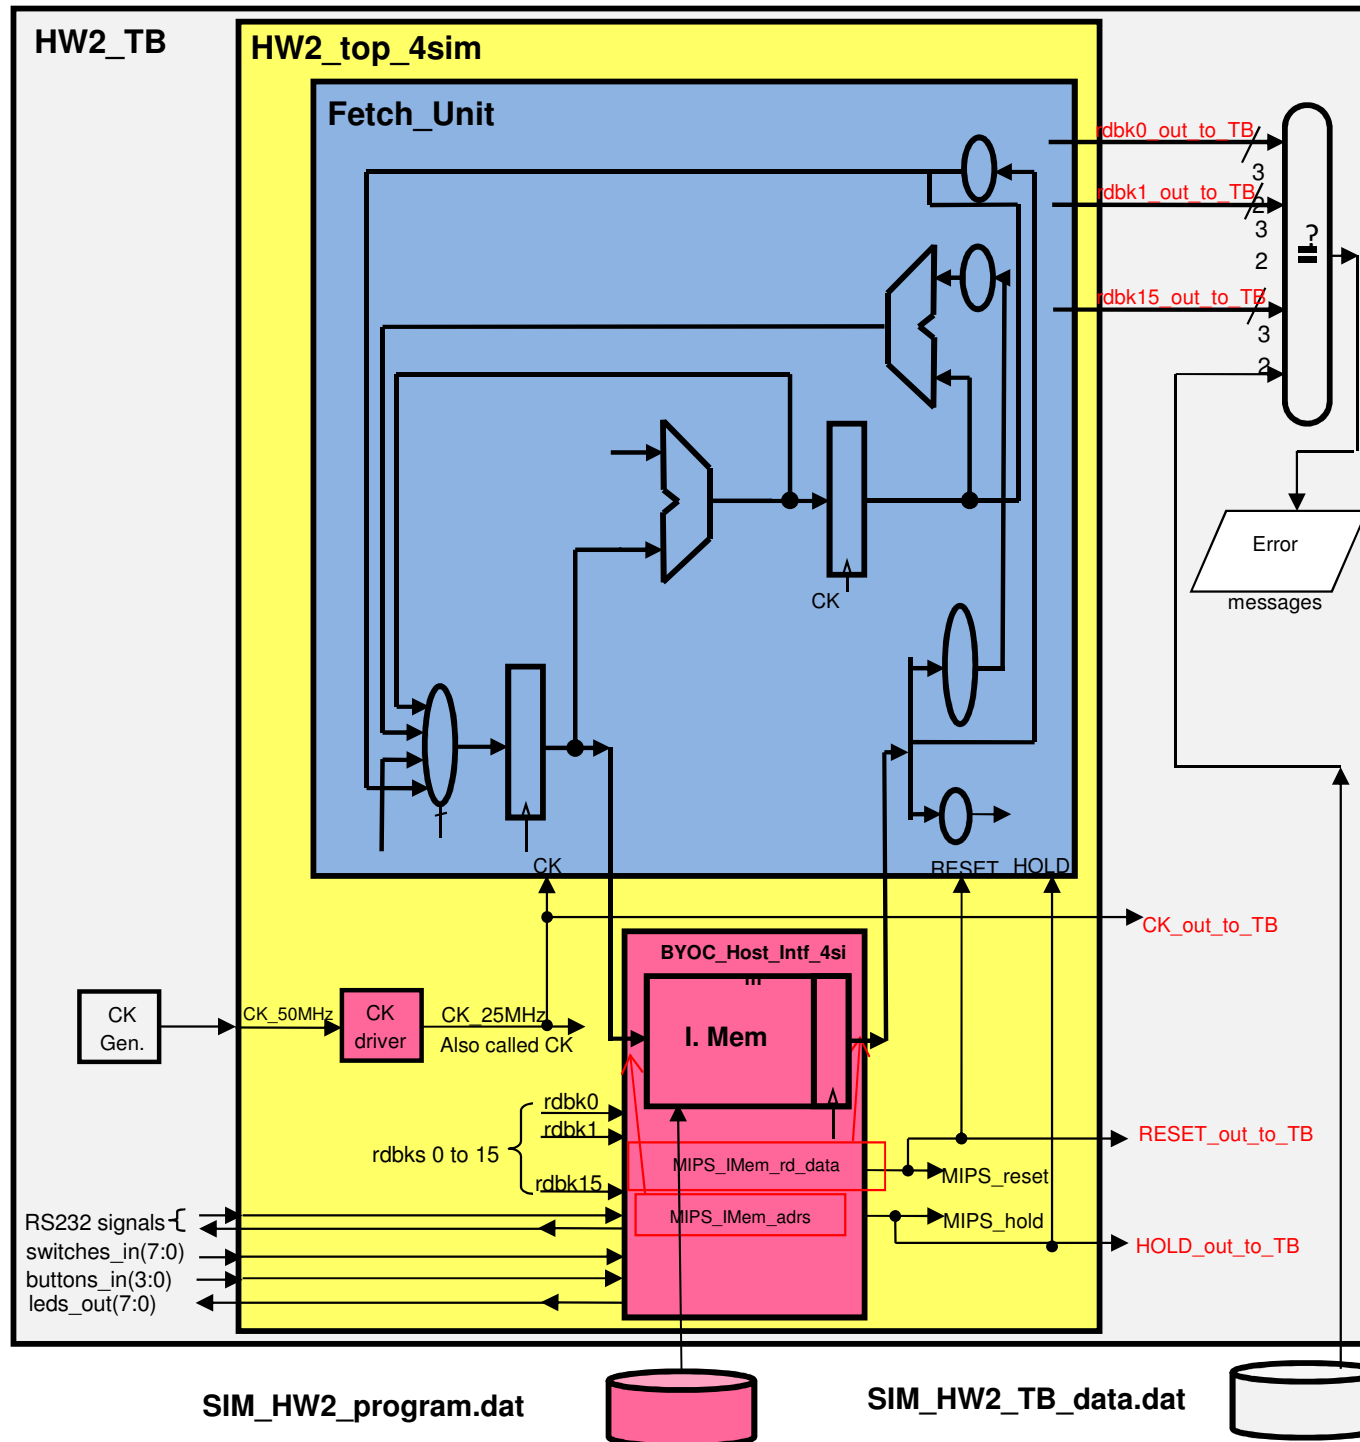 HW2_TB
HW2_top_4sim
Fetch_Unit
rdbk0_out_to_TB
3
2
rdbk1_out_to_TB
3
2
rdbk15_out_to_TB
3
2
=?
Error
messages
CK
CK
RESET
HOLD
CK_out_to_TB
BYOC_Host_Intf_4si
m
I. Mem
CK
Gen.
CK_50MHz
CK
driver
CK_25MHz
Also called CK
rdbk0
rdbk1
rdbks 0 to 15
rdbk15
MIPS_IMem_rd_data
MIPS_IMem_adrs
MIPS_reset
MIPS_hold
RESET_out_to_TB
HOLD_out_to_TB
RS232 signals
switches_in(7:0)
buttons_in(3:0)
leds_out(7:0)
SIM_HW2_program.dat
SIM_HW2_TB_data.dat